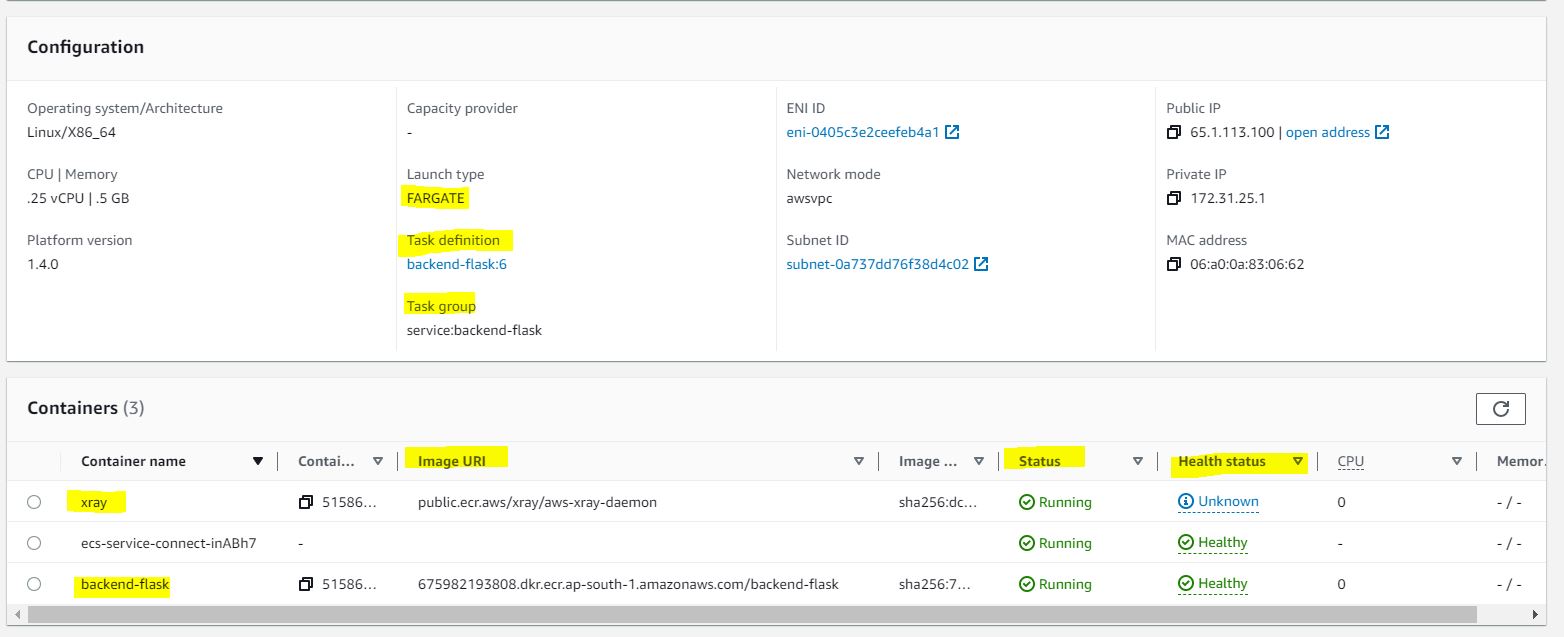 Configuration
Operating system/Architecture
Linux/X86_64
CPU | Memory
.25 vCPU | .5 GB
Platform version
1.4.0
Capacity provider
-
Launch type
FARGATE
Task definition
backend-flask:6
Task group
service:backend-flask
ENI ID
eni-0405c3e2ceefeb4a1
Network mode
awsvpc
Subnet ID
subnet-0a737dd76f38d4c02
Public IP
65.1.113.100 | open address
Private IP
172.31.25.1
MAC address
06:a0:0a:83:06:62
Containers (3)
Container name Contai... Image URI Image ... Status Health status CPU Memor.
xray 51586... public.ecr.aws/xray/aws-xray-daemon sha256:dc... Running Unknown 0 - / -
ecs-service-connect-inABh7 - Running Healthy - - / -
backend-flask 51586... 675982193808.dkr.ecr.ap-south-1.amazonaws.com/backend-flask sha256:7... Running Healthy 0 - / -